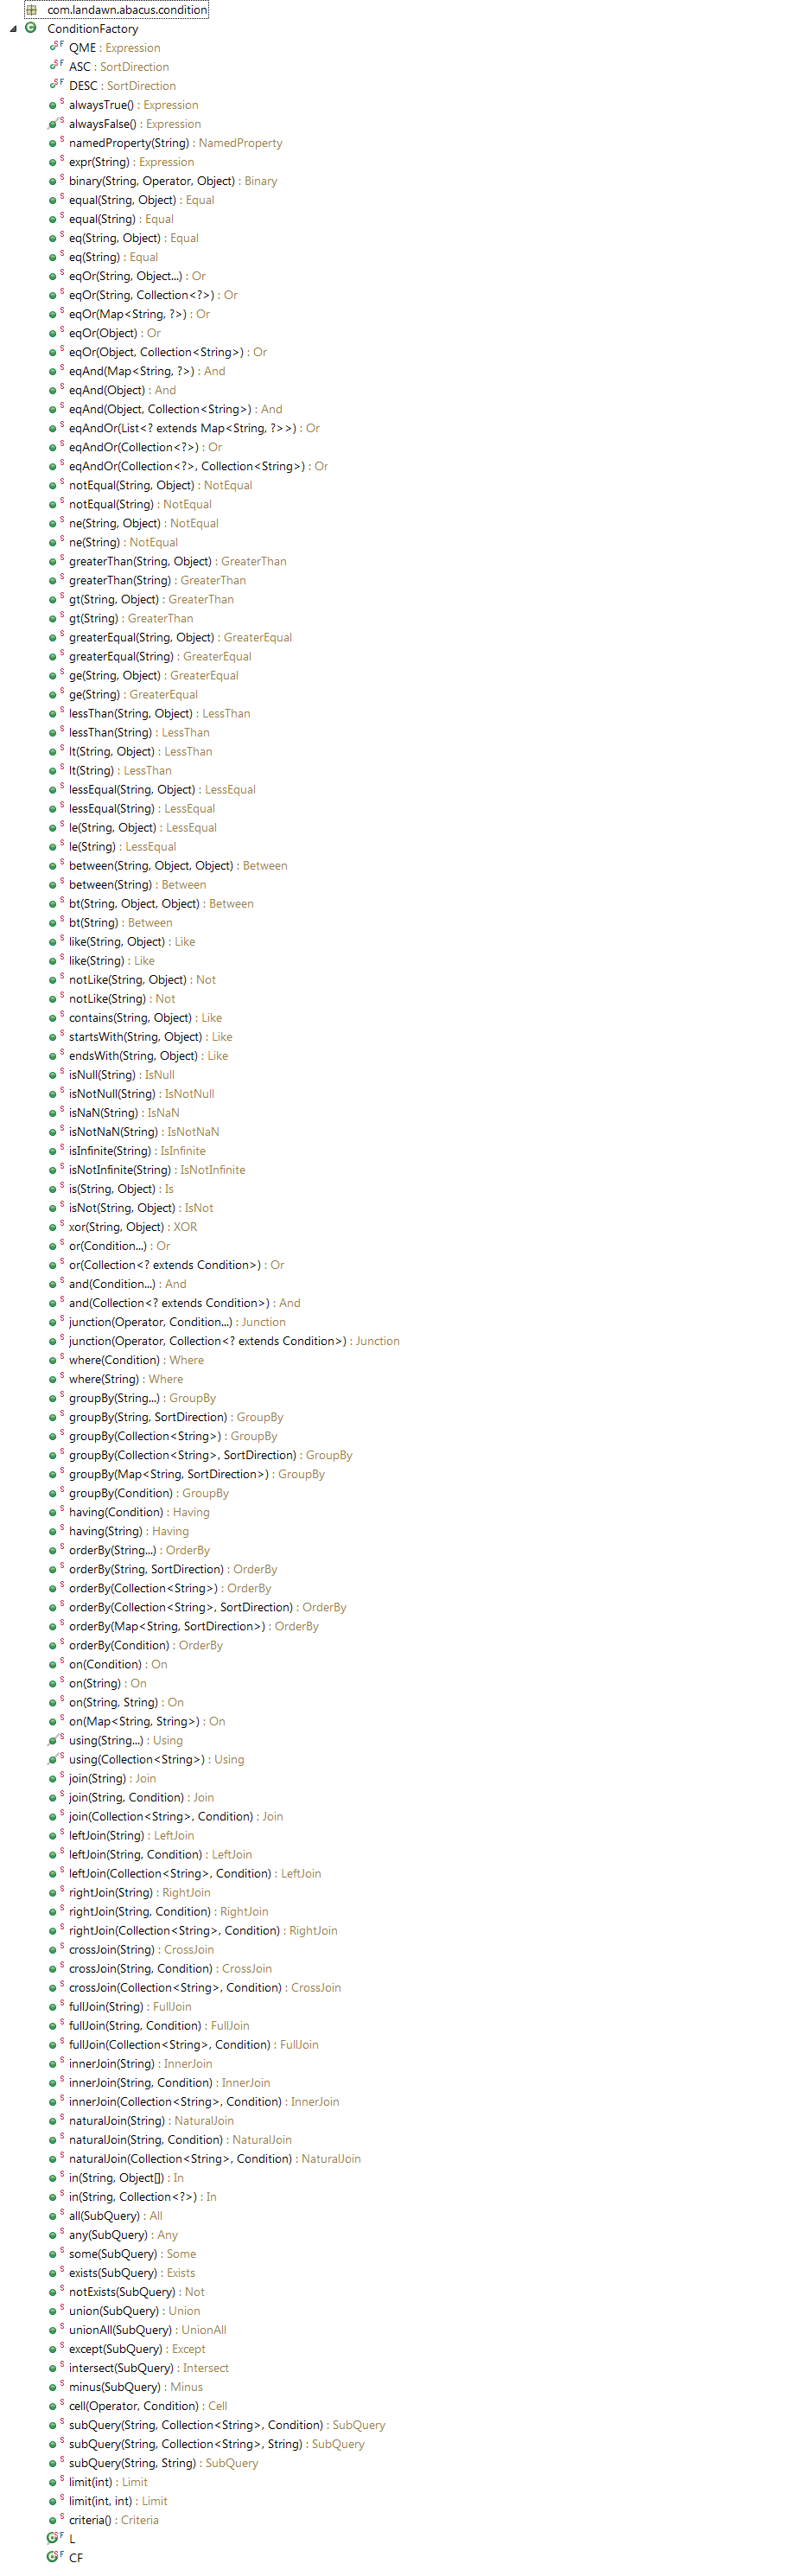 com.landawn.abacus.condition
ConditionFactory
QME : Expression
ASC : SortDirection
DESC : SortDirection
alwaysTrue() : Expression
alwaysFalse() : Expression
namedProperty(String) : NamedProperty
expr(String) : Expression
binary(String, Operator, Object) : Binary
equal(String, Object) : Equal
equal(String) : Equal
eq(String, Object) : Equal
eq(String) : Equal
eqOr(String, Object...) : Or
eqOr(String, Collection<?>) : Or
eqOr(Map<String, ?>) : Or
eqOr(Object) : Or
eqOr(Object, Collection<String>) : Or
eqAnd(Map<String, ?>) : And
eqAnd(Object) : And
eqAnd(Object, Collection<String>) : And
eqAndOr(List<? extends Map<String, ?>>) : Or
eqAndOr(Collection<?>) : Or
eqAndOr(Collection<?>, Collection<String>) : Or
notEqual(String, Object) : NotEqual
notEqual(String) : NotEqual
ne(String, Object) : NotEqual
ne(String) : NotEqual
greaterThan(String, Object) : GreaterThan
greaterThan(String) : GreaterThan
gt(String, Object) : GreaterThan
gt(String) : GreaterThan
greaterEqual(String, Object) : GreaterEqual
greaterEqual(String) : GreaterEqual
ge(String, Object) : GreaterEqual
ge(String) : GreaterEqual
lessThan(String, Object) : LessThan
lessThan(String) : LessThan
lt(String, Object) : LessThan
lt(String) : LessThan
lessEqual(String, Object) : LessEqual
lessEqual(String) : LessEqual
le(String, Object) : LessEqual
le(String) : LessEqual
between(String, Object, Object) : Between
between(String) : Between
bt(String, Object, Object) : Between
bt(String) : Between
like(String, Object) : Like
like(String) : Like
notLike(String, Object) : Not
notLike(String) : Not
contains(String, Object) : Like
startsWith(String, Object) : Like
endsWith(String, Object) : Like
isNull(String) : IsNull
isNotNull(String) : IsNotNull
isNaN(String) : IsNaN
isNotNaN(String) : IsNotNaN
isInfinite(String) : IsInfinite
isNotInfinite(String) : IsNotInfinite
is(String, Object) : Is
isNot(String, Object) : IsNot
xor(String, Object) : XOR
or(Condition...) : Or
or(Collection<? extends Condition>) : Or
and(Condition...) : And
and(Collection<? extends Condition>) : And
junction(Operator, Condition...) : Junction
junction(Operator, Collection<? extends Condition>) : Junction
where(Condition) : Where
where(String) : Where
groupBy(String...) : GroupBy
groupBy(String, SortDirection) : GroupBy
groupBy(Collection<String>) : GroupBy
groupBy(Collection<String>, SortDirection) : GroupBy
groupBy(Map<String, SortDirection>) : GroupBy
groupBy(Condition) : GroupBy
having(Condition) : Having
having(String) : Having
orderBy(String...) : OrderBy
orderBy(String, SortDirection) : OrderBy
orderBy(Collection<String>) : OrderBy
orderBy(Collection<String>, SortDirection) : OrderBy
orderBy(Map<String, SortDirection>) : OrderBy
orderBy(Condition) : OrderBy
on(Condition) : On
on(String) : On
on(String, String) : On
on(Map<String, String>) : On
using(String...) : Using
using(Collection<String>) : Using
join(String) : Join
join(String, Condition) : Join
join(Collection<String>, Condition) : Join
leftJoin(String) : LeftJoin
leftJoin(String, Condition) : LeftJoin
leftJoin(Collection<String>, Condition) : LeftJoin
rightJoin(String) : RightJoin
rightJoin(String, Condition) : RightJoin
rightJoin(Collection<String>, Condition) : RightJoin
crossJoin(String) : CrossJoin
crossJoin(String, Condition) : CrossJoin
crossJoin(Collection<String>, Condition) : CrossJoin
fullJoin(String) : FullJoin
fullJoin(String, Condition) : FullJoin
fullJoin(Collection<String>, Condition) : FullJoin
innerJoin(String) : InnerJoin
innerJoin(String, Condition) : InnerJoin
innerJoin(Collection<String>, Condition) : InnerJoin
naturalJoin(String) : NaturalJoin
naturalJoin(String, Condition) : NaturalJoin
naturalJoin(Collection<String>, Condition) : NaturalJoin
in(String, Object[]) : In
in(String, Collection<?>) : In
all(SubQuery) : All
any(SubQuery) : Any
some(SubQuery) : Some
exists(SubQuery) : Exists
notExists(SubQuery) : Not
union(SubQuery) : Union
unionAll(SubQuery) : UnionAll
except(SubQuery) : Except
intersect(SubQuery) : Intersect
minus(SubQuery) : Minus
cell(Operator, Condition) : Cell
subQuery(String, Collection<String>, Condition) : SubQuery
subQuery(String, Collection<String>, String) : SubQuery
subQuery(String, String) : SubQuery
limit(int) : Limit
limit(int, int) : Limit
criteria() : Criteria
L
CF